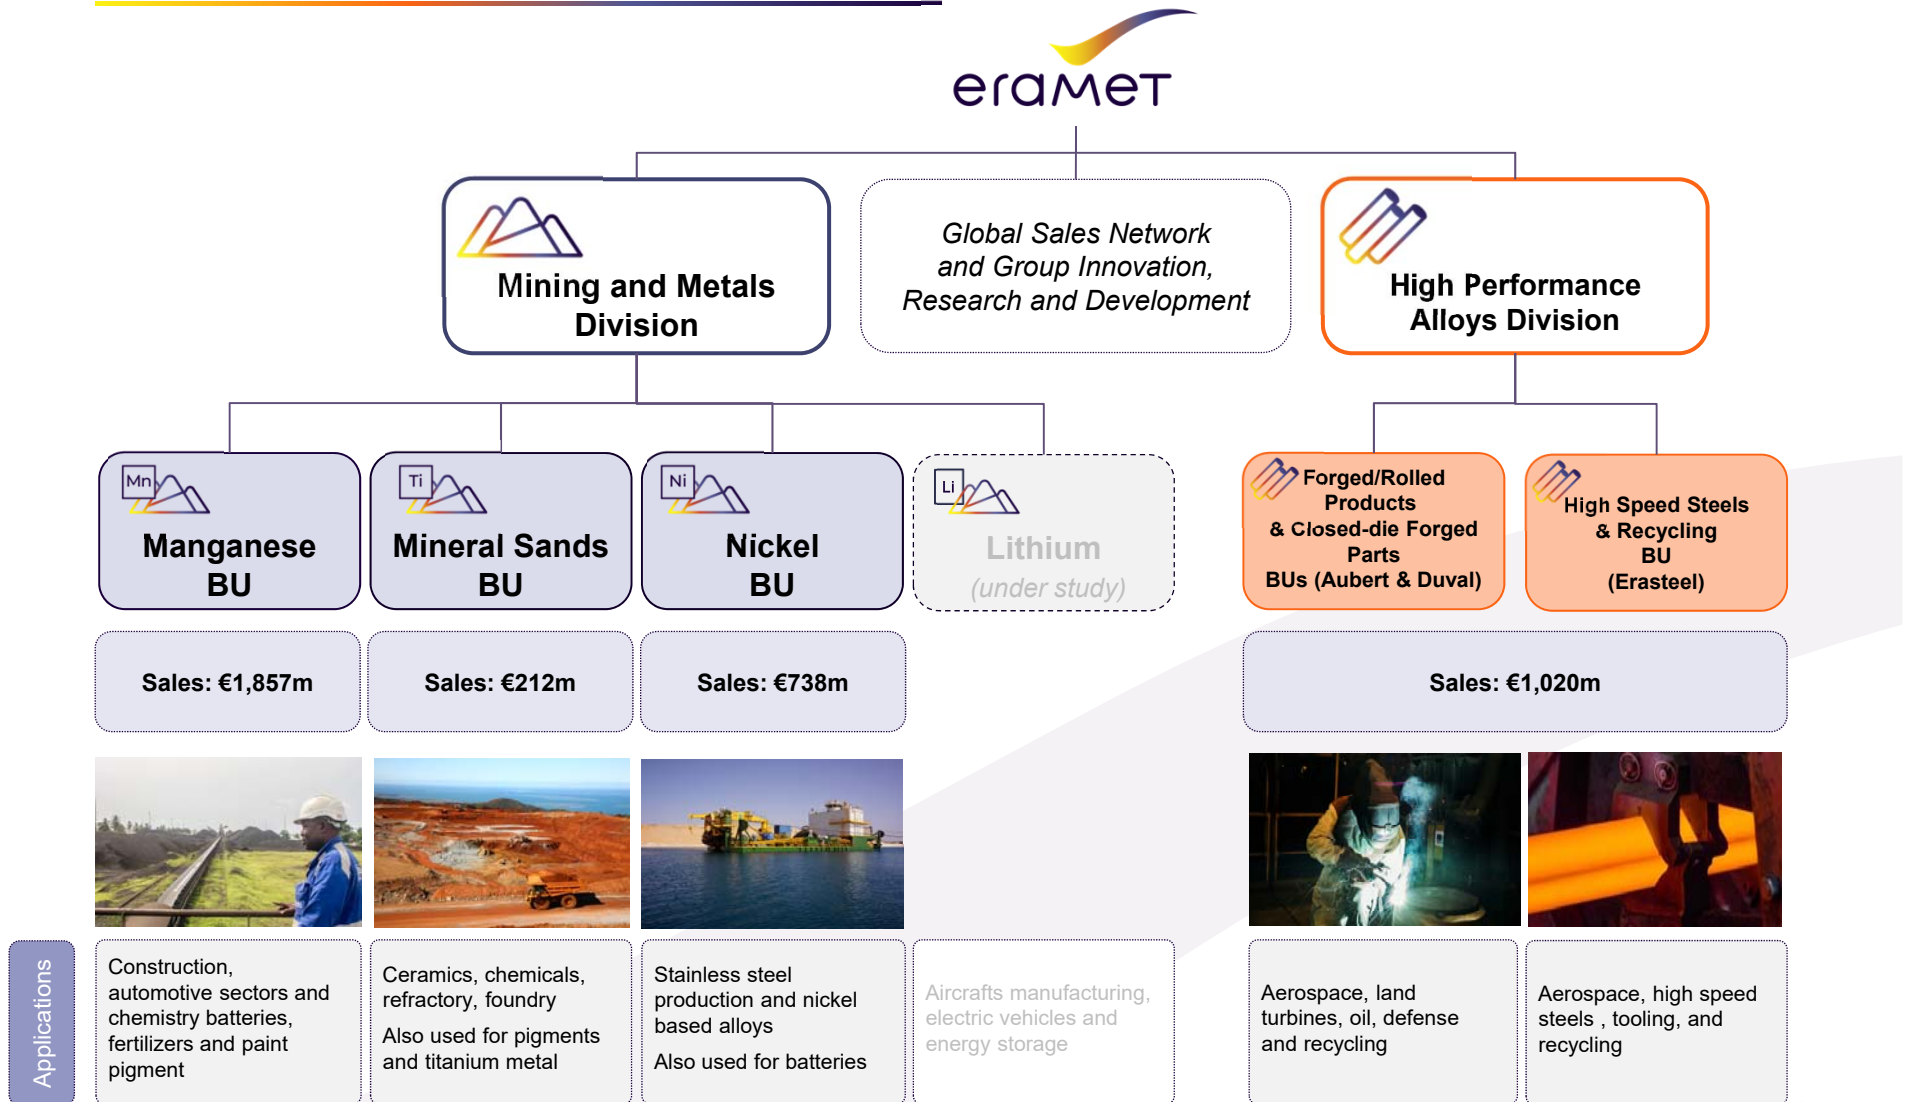 eramet
Mining and Metals
Division
Global Sales Network
and Group Innovation,
Research and Development
High Performance
Alloys Division
Mn
Manganese
BU
Ti
Mineral Sands
BU
Ni
Nickel
BU
Li
Lithium
(under study)
Forged/Rolled
Products
& Closed-die Forged
Parts
BUs (Aubert & Duval)
High Speed Steels
& Recycling
BU
(Erasteel)
Sales: €1,857m
Sales: €212m
Sales: €738m
Sales: €1,020m
Applications
Construction,
automotive sectors and
chemistry batteries,
fertilizers and paint
pigment
Ceramics, chemicals,
refractory, foundry
Also used for pigments
and titanium metal
Stainless steel
production and nickel
based alloys
Also used for batteries
Aircrafts manufacturing,
electric vehicles and
energy storage
Aerospace, land
turbines, oil, defense
and recycling
Aerospace, high speed
steels , tooling, and
recycling